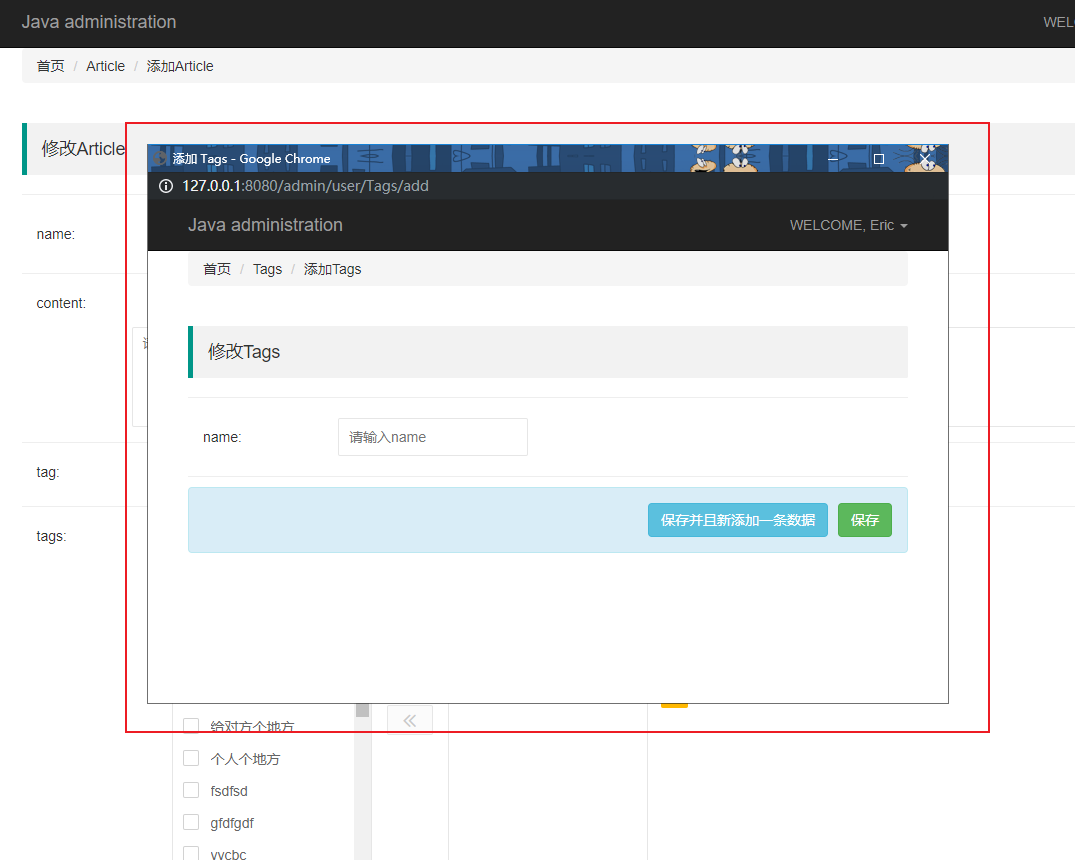 Java administration
首页 / Article / 添加Article
修改Article
name:
content:
tag:
tags:
添加 Tags - Google Chrome
127.0.0.1:8080/admin/user/Tags/add
Java administration
WELCOME, Eric
首页 / Tags / 添加Tags
修改Tags
name:
请输入name
保存并且新添加一条数据
保存
给对方个地方
个人个地方
fsdfsd
gfdfgdf
vvcbc